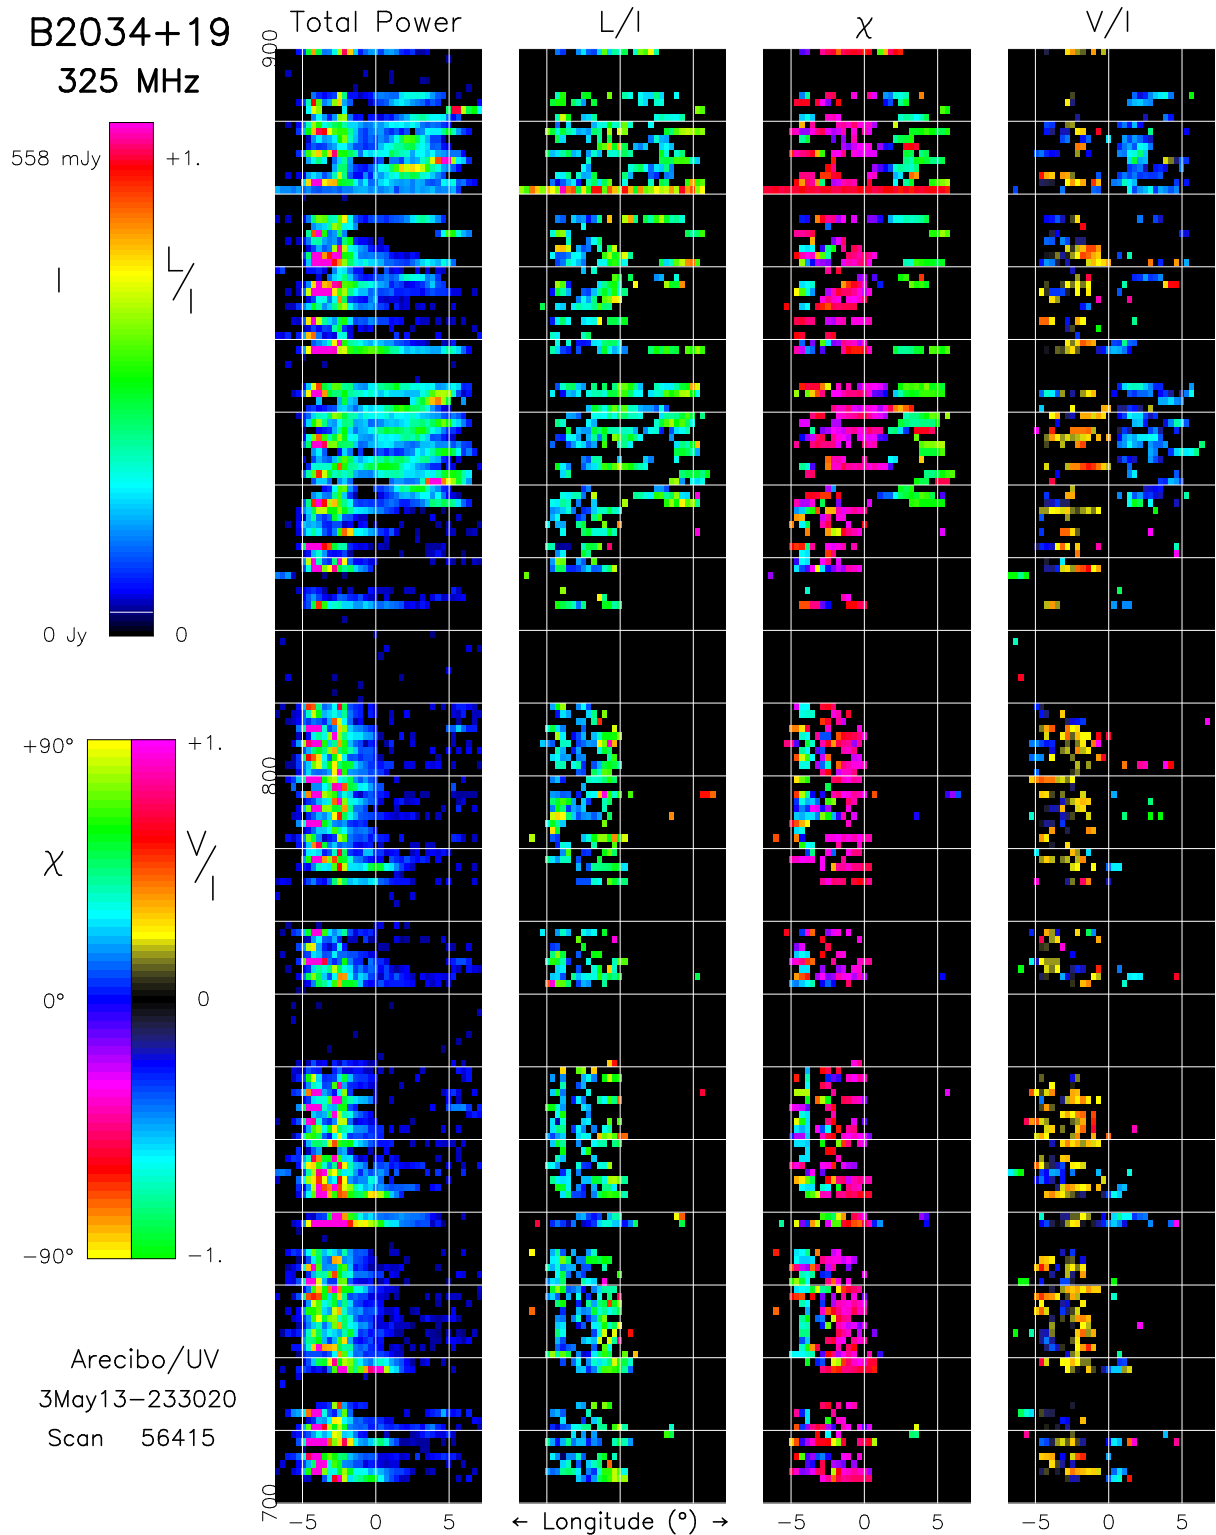 B2034+19
325 MHz
Total Power
L/I
χ
V/I
900
558 mJy
+1.
I
L/I
0 Jy
0
+90°
+1.
800
χ
V/I
0°
0
-90°
-1.
Arecibo/UV
3May13-233020
Scan 56415
700
-5 0 5
← Longitude (°) →
-5 0 5
-5 0 5